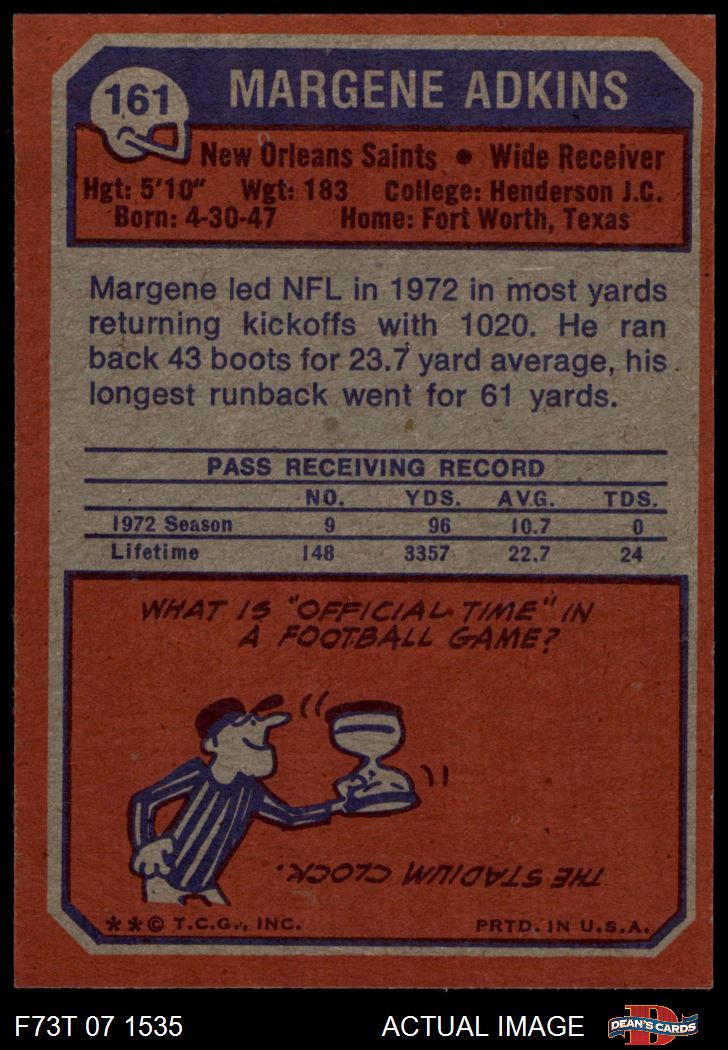 161
MARGENE ADKINS
New Orleans Saints • Wide Receiver
Hgt: 5'10" Wgt: 183 College: Henderson J.C.
Born: 4-30-47 Home: Fort Worth, Texas
Margene led NFL in 1972 in most yards
returning kickoffs with 1020. He ran
back 43 boots for 23.7 yard average, his
longest runback went for 61 yards.
PASS RECEIVING RECORD
NO. YDS. AVG. TDS.
1972 Season 9 96 10.7 0
Lifetime 148 3357 22.7 24
WHAT IS "OFFICIAL TIME" IN
A FOOTBALL GAME?
THE STADIUM CLOCK.
**© T.C.G., INC. PRTD. IN U.S.A.
F73T 07 1535 ACTUAL IMAGE D DEAN'S CARDS